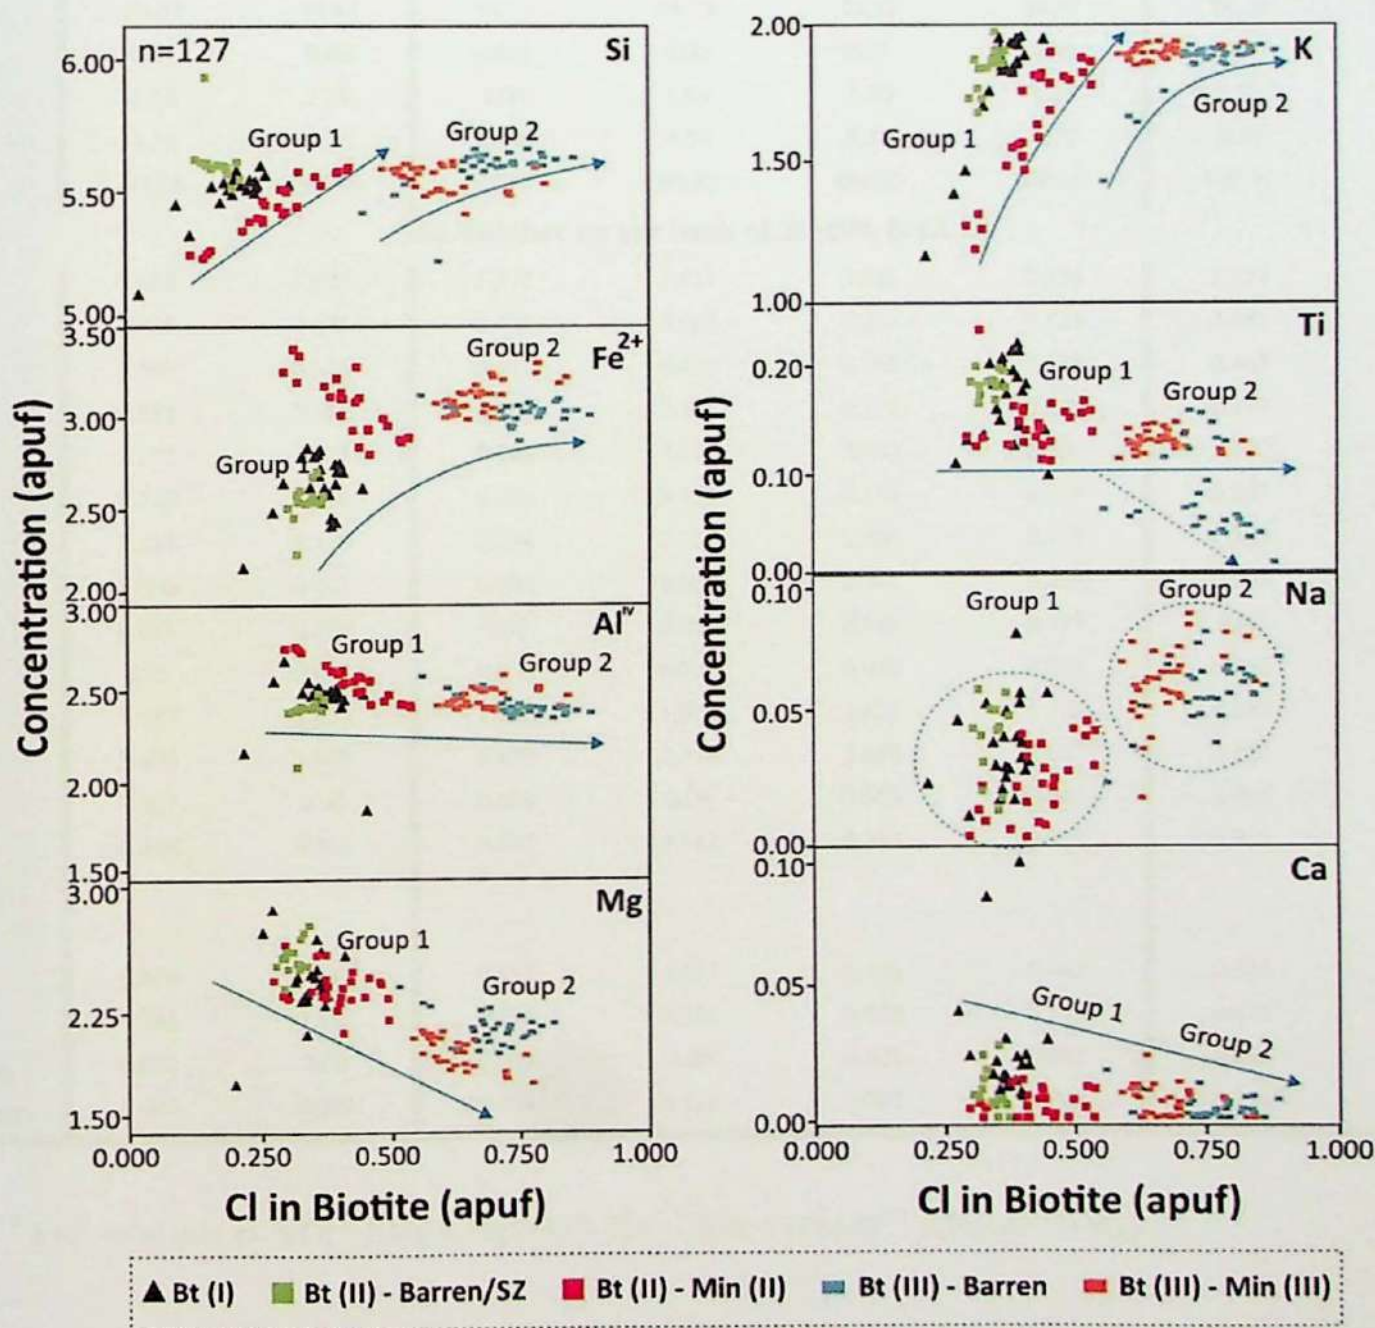 n=127
Si
6.00
Group 1
Group 2
5.50
5.00
3.50
Group 2
Fe2+
3.00
Group 1
2.50
2.00
3.00
AlIV
Group 1
Group 2
2.50
2.00
1.50
3.00
Mg
Group 1
Group 2
2.25
1.50
0.000
0.250
0.500
0.750
1.000
Concentration (apuf)
Cl in Biotite (apuf)
2.00
K
Group 2
Group 1
1.50
1.00
Ti
0.20
Group 1
Group 2
0.10
0.00
0.10
Group 1
Group 2
Na
0.05
0.00
0.10
Ca
0.05
Group 1
Group 2
0.00
0.000
0.250
0.500
0.750
1.000
Concentration (apuf)
Cl in Biotite (apuf)
Bt (I)
Bt (II) - Barren/SZ
Bt (II) - Min (II)
Bt (III) - Barren
Bt (III) - Min (III)